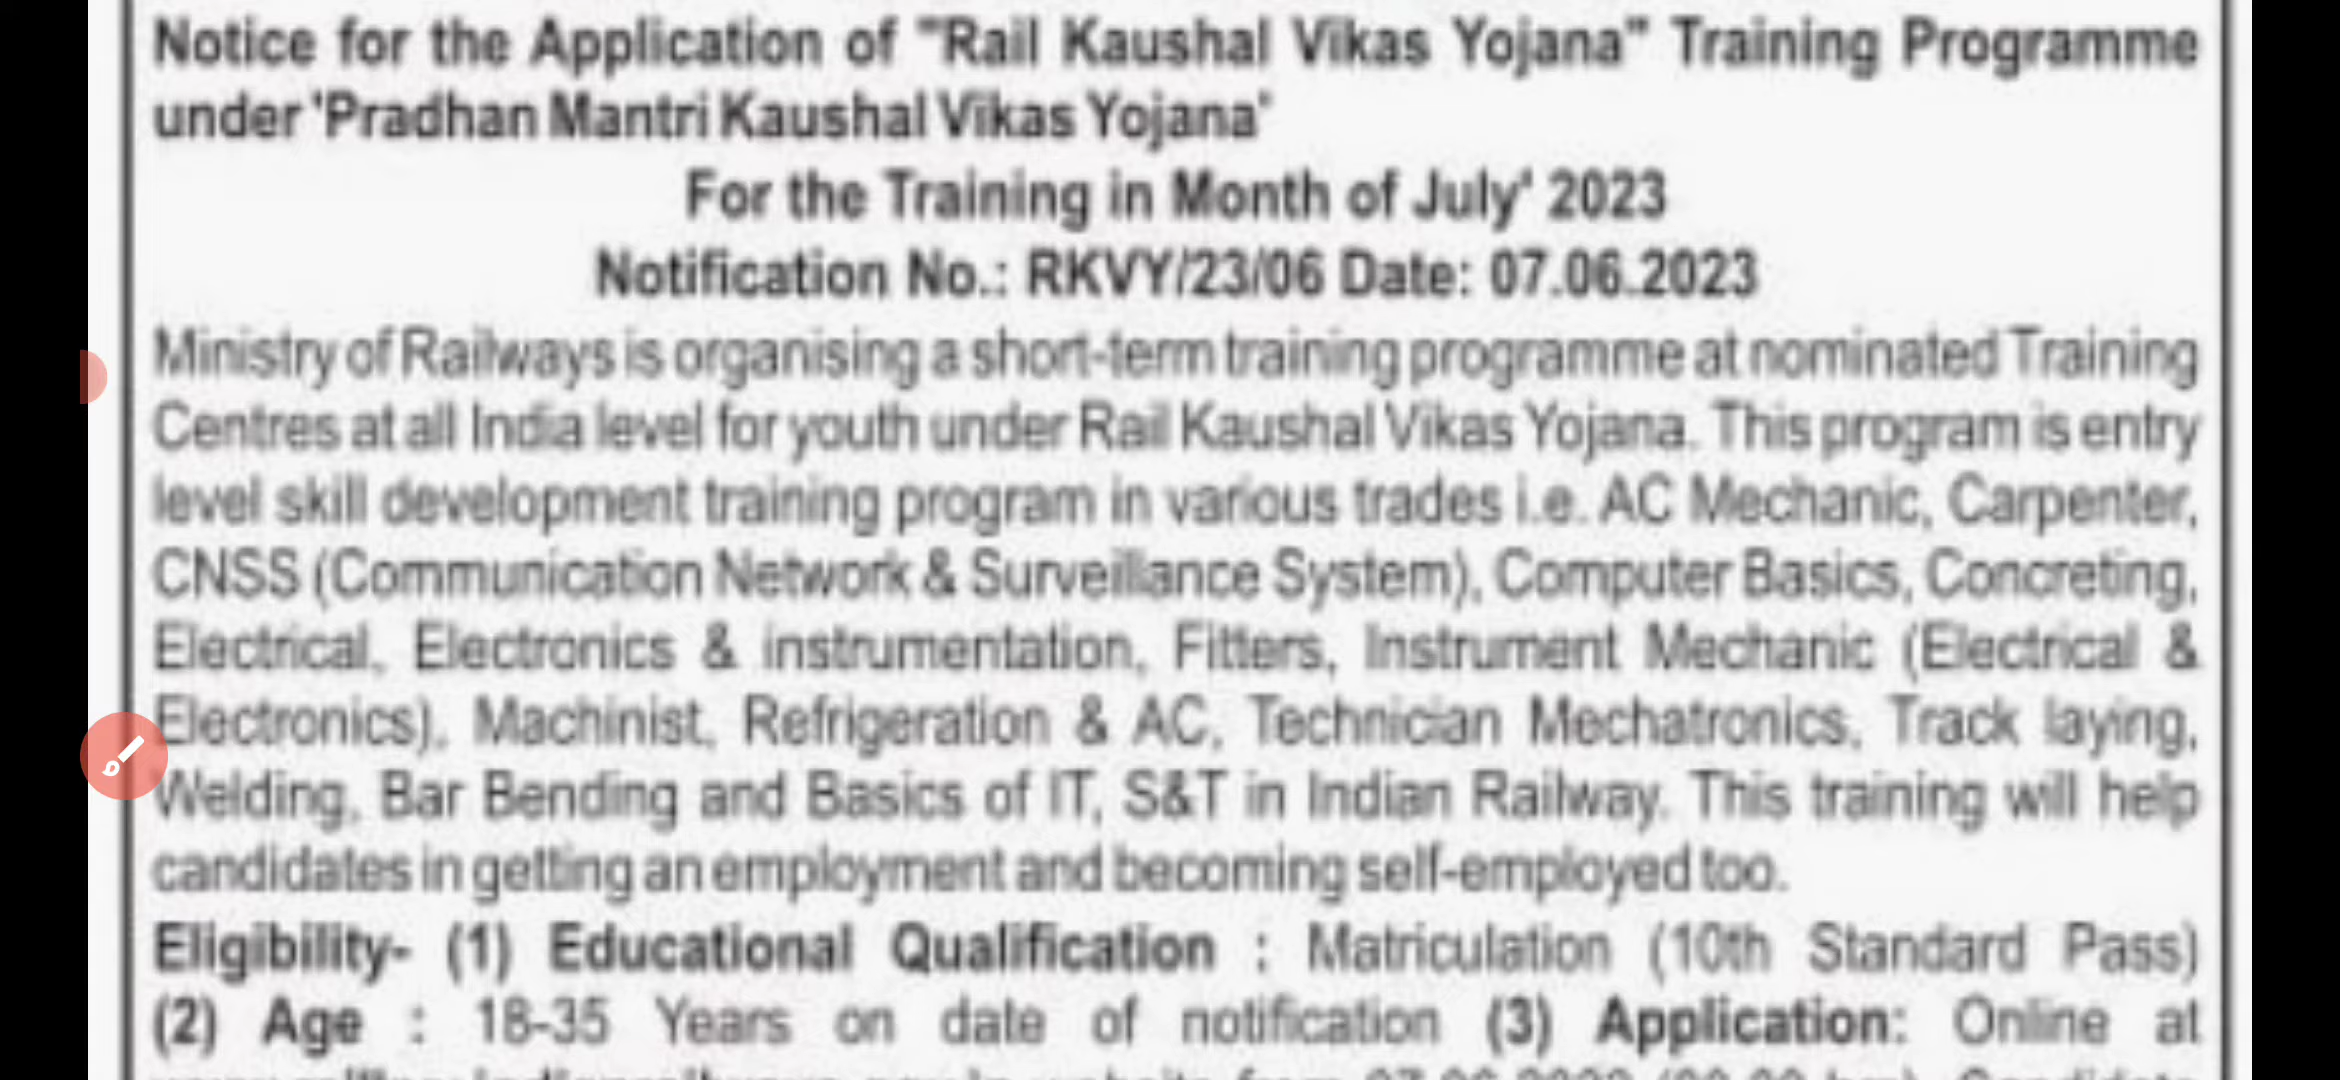 Notice for the Application of "Rail Kaushal Vikas Yojana" Training Programme
under 'Pradhan Mantri Kaushal Vikas Yojana'
For the Training in Month of July' 2023
Notification No.: RKVY/23/06 Date: 07.06.2023
Ministry of Railways is organising a short-term training programme at nominated Training
Centres at all India level for youth under Rail Kaushal Vikas Yojana. This program is entry
level skill development training program in various trades i.e. AC Mechanic, Carpenter,
CNSS (Communication Network & Surveillance System), Computer Basics, Concreting,
Electrical, Electronics & instrumentation, Fitters, Instrument Mechanic (Electrical &
Electronics), Machinist, Refrigeration & AC, Technician Mechatronics, Track laying,
Welding, Bar Bending and Basics of IT, S&T in Indian Railway. This training will help
candidates in getting an employment and becoming self-employed too.
Eligibility- (1) Educational Qualification : Matriculation (10th Standard Pass)
(2) Age : 18-35 Years on date of notification (3) Application: Online at